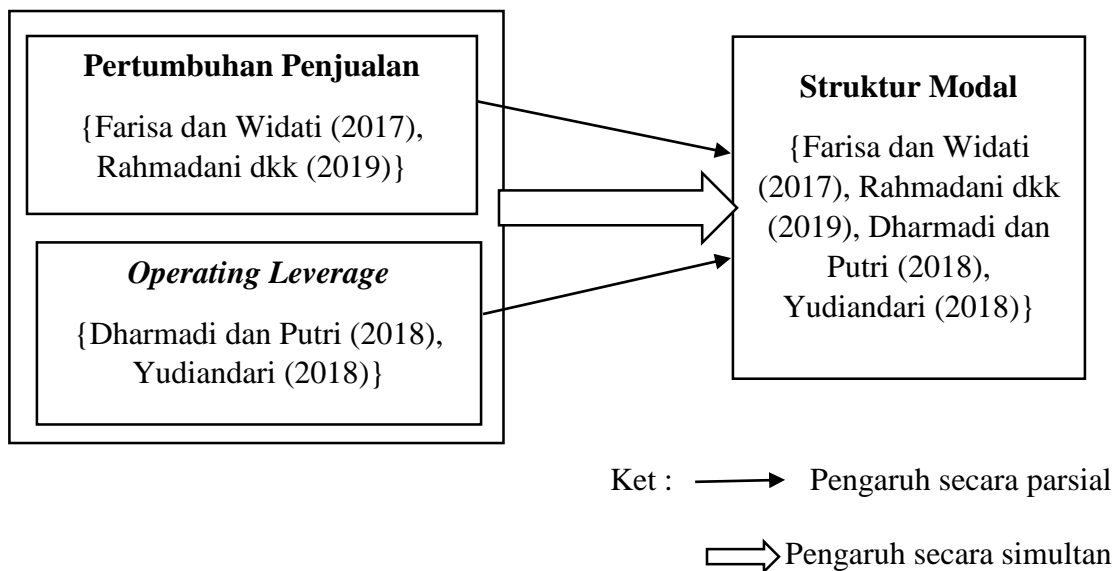 Pertumbuhan Penjualan
{Farisa dan Widati (2017),
Rahmadani dkk (2019)}
Operating Leverage
{Dharmadi dan Putri (2018),
Yudiandari (2018)}
Struktur Modal
{Farisa dan Widati
(2017), Rahmadani dkk
(2019), Dharmadi dan
Putri (2018),
Yudiandari (2018)}
Ket :
Pengaruh secara parsial
Pengaruh secara simultan